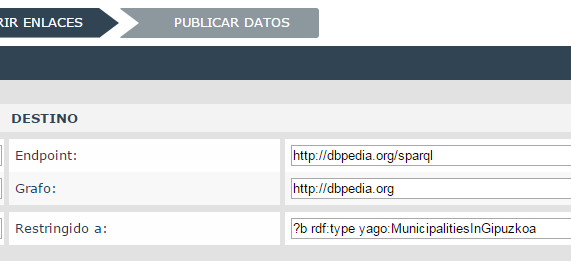 RIR ENLACES
PUBLICAR DATOS
DESTINO
Endpoint: http://dbpedia.org/sparql
Grafo: http://dbpedia.org
Restringido a: ?b rdf:type yago:MunicipalitiesInGipuzkoa